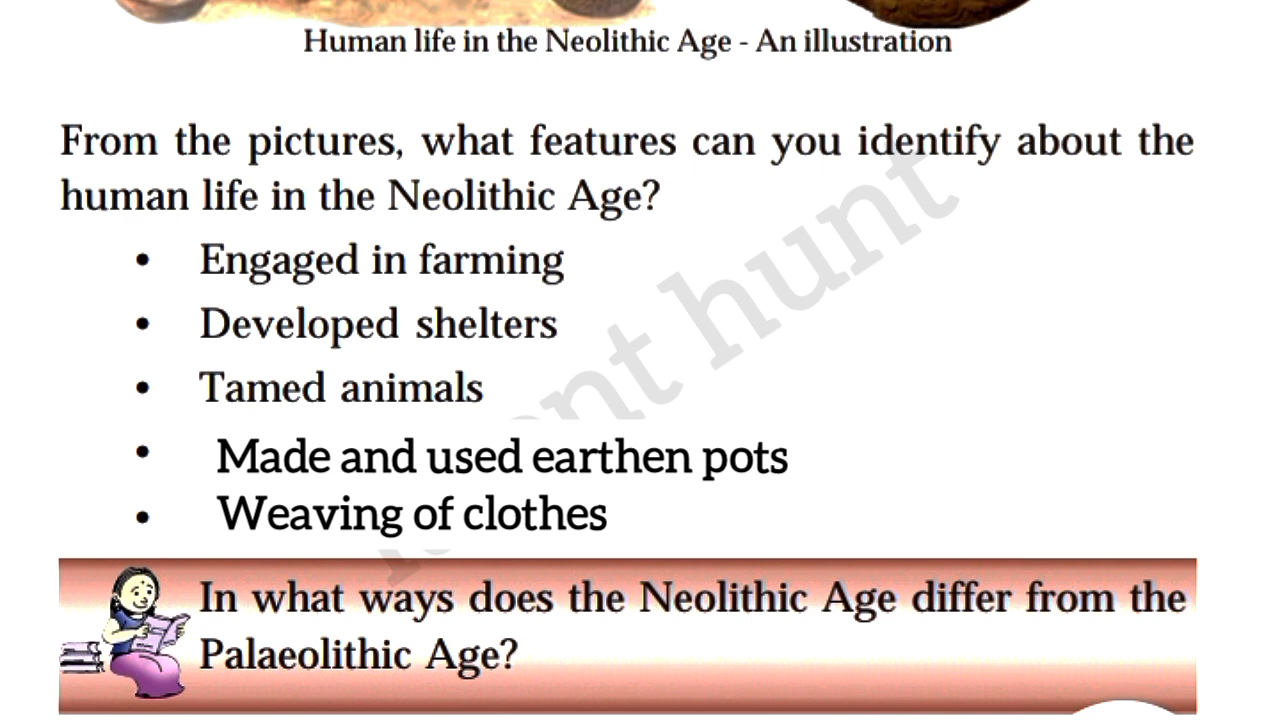 Human life in the Neolithic Age - An illustration
From the pictures, what features can you identify about the
human life in the Neolithic Age?
• Engaged in farming
• Developed shelters
• Tamed animals
• Made and used earthen pots
• Weaving of clothes
In what ways does the Neolithic Age differ from the
Palaeolithic Age?
hunt